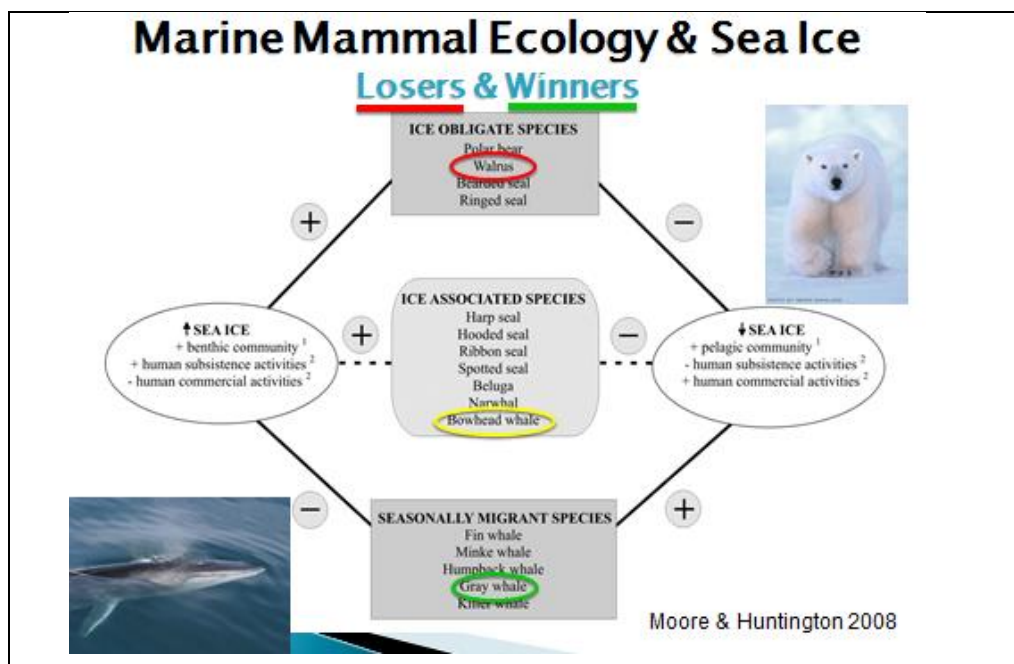 Marine Mammal Ecology & Sea Ice
Losers & Winners
ICE OBLIGATE SPECIES
Polar bear
Walrus
Bearded seal
Ringed seal
+
−
ICE ASSOCIATED SPECIES
Harp seal
Hooded seal
Ribbon seal
Spotted seal
Beluga
Narwhal
Bowhead whale
↑ SEA ICE
+ benthic community 1
+ human subsistence activities 2
- human commercial activities 2
+
−
↓ SEA ICE
+ pelagic community 1
- human subsistence activities 2
+ human commercial activities 2
−
+
SEASONALLY MIGRANT SPECIES
Fin whale
Minke whale
Humpback whale
Gray whale
Killer whale
Moore & Huntington 2008